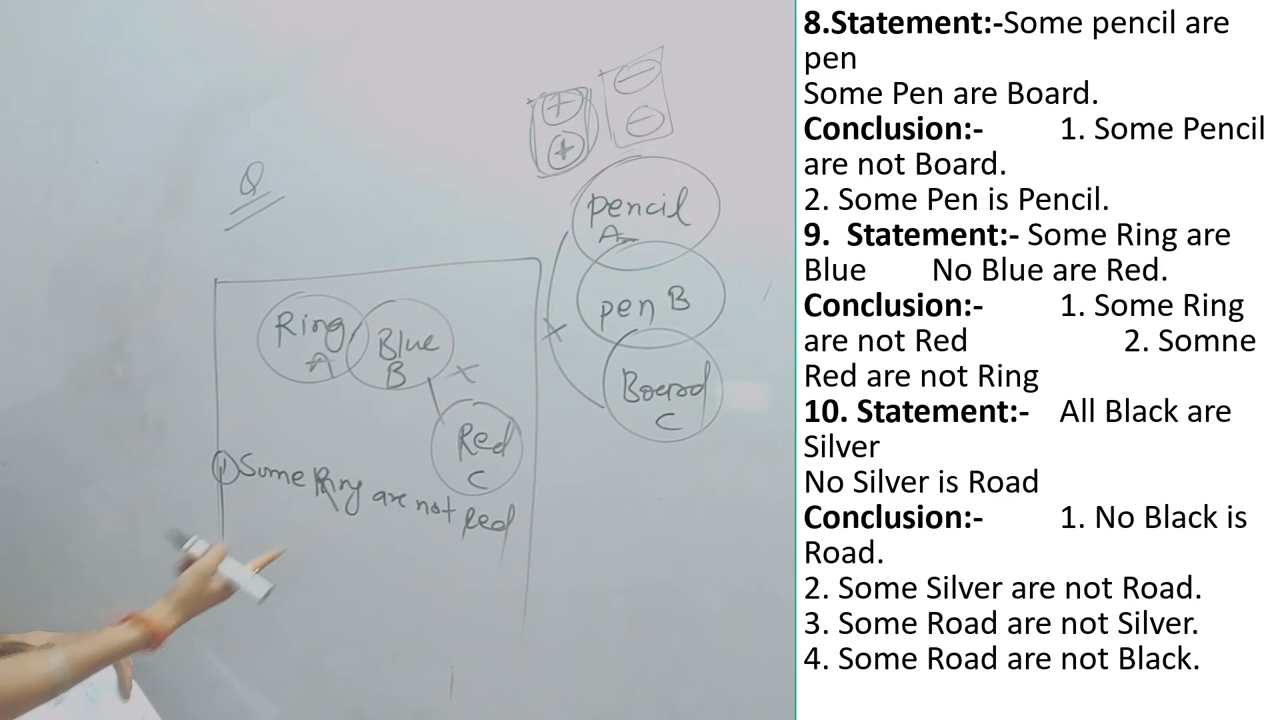 Q
+
+
−
−
pencil
A
pen B
Board
C
×
Ring
A
Blue
B
×
Red
C
1 Some Ring are not Red
8.Statement:-Some pencil are
pen
Some Pen are Board.
Conclusion:- 1. Some Pencil
are not Board.
2. Some Pen is Pencil.
9. Statement:- Some Ring are
Blue No Blue are Red.
Conclusion:- 1. Some Ring
are not Red 2. Somne
Red are not Ring
10. Statement:- All Black are
Silver
No Silver is Road
Conclusion:- 1. No Black is
Road.
2. Some Silver are not Road.
3. Some Road are not Silver.
4. Some Road are not Black.